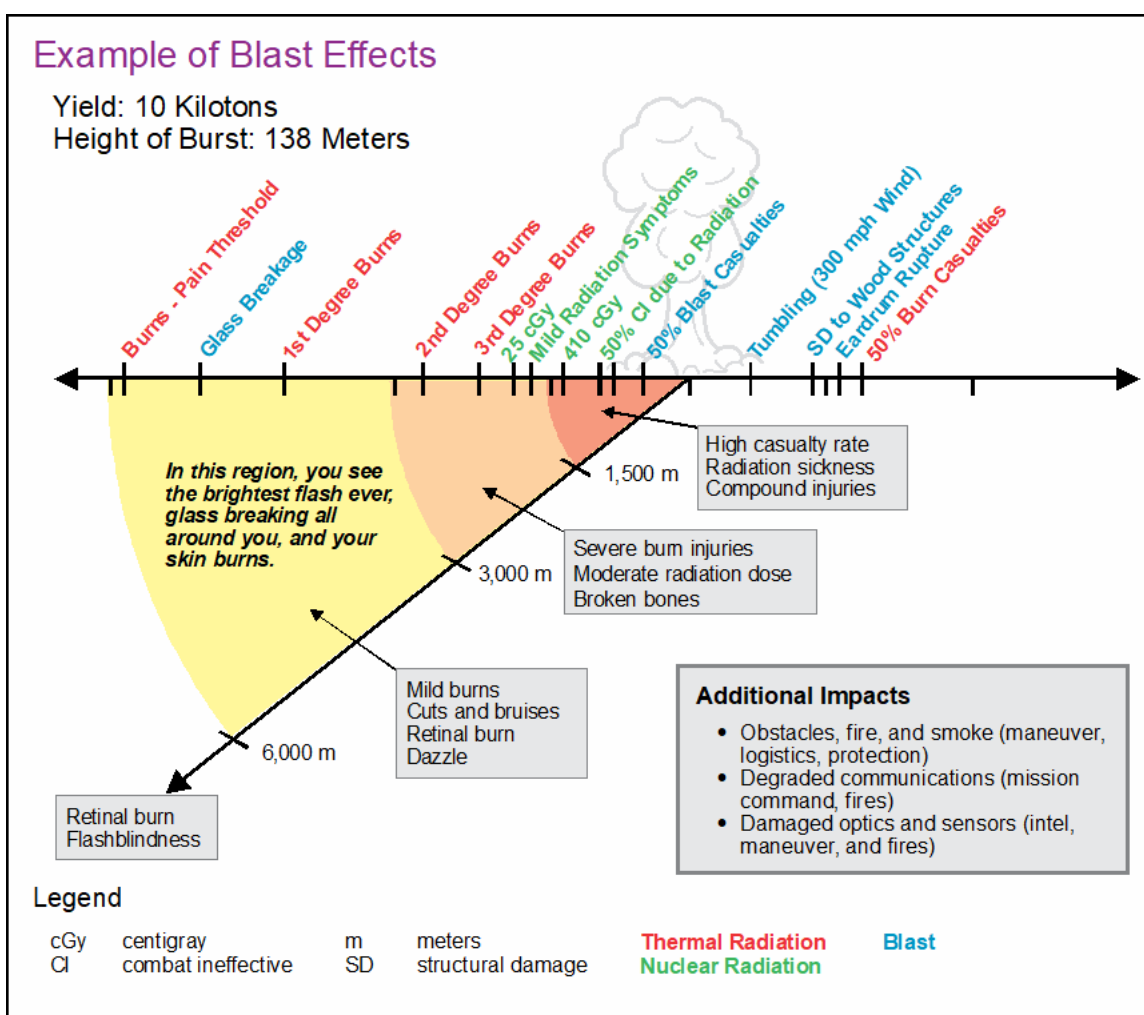 Example of Blast Effects
Yield: 10 Kilotons
Height of Burst: 138 Meters
Burns - Pain Threshold
Glass Breakage
1st Degree Burns
2nd Degree Burns
3rd Degree Burns
25 cGy
Mild Radiation Symptoms
410 cGy
50% CI due to Radiation
50% Blast Casualties
Tumbling (300 mph Wind)
SD to Wood Structures
Eardrum Rupture
50% Burn Casualties
In this region, you see
the brightest flash ever,
glass breaking all
around you, and your
skin burns.
High casualty rate
Radiation sickness
Compound injuries
1,500 m
Severe burn injuries
Moderate radiation dose
Broken bones
3,000 m
Mild burns
Cuts and bruises
Retinal burn
Dazzle
6,000 m
Retinal burn
Flashblindness
Additional Impacts
• Obstacles, fire, and smoke (maneuver,
logistics, protection)
• Degraded communications (mission
command, fires)
• Damaged optics and sensors (intel,
maneuver, and fires)
Legend
cGy centigray m meters Thermal Radiation Blast
CI combat ineffective SD structural damage Nuclear Radiation